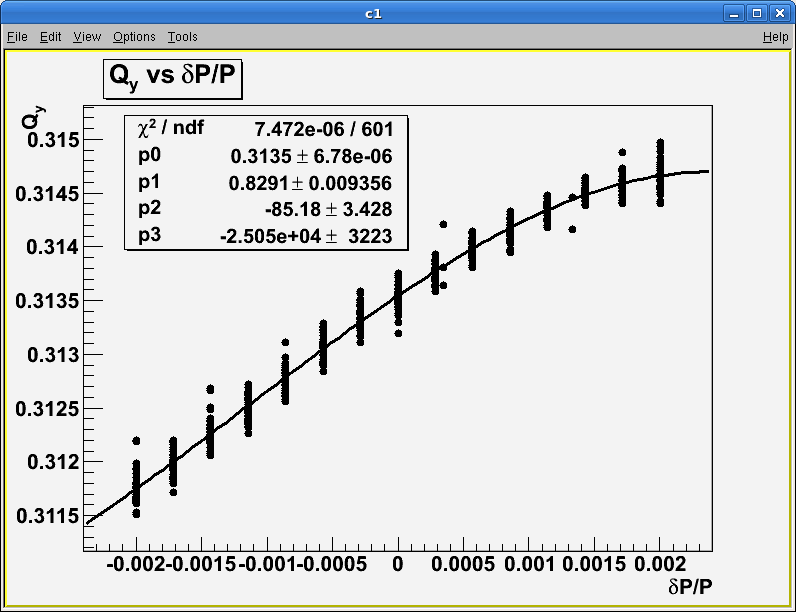 c1
File Edit View Options Tools Help
Qy vs δP/P
Qy
χ² / ndf 7.472e-06 / 601
p0 0.3135 ± 6.78e-06
p1 0.8291 ± 0.009356
p2 -85.18 ± 3.428
p3 -2.505e+04 ± 3223
0.315
0.3145
0.314
0.3135
0.313
0.3125
0.312
0.3115
-0.002 -0.0015 -0.001 -0.0005 0 0.0005 0.001 0.0015 0.002
δP/P